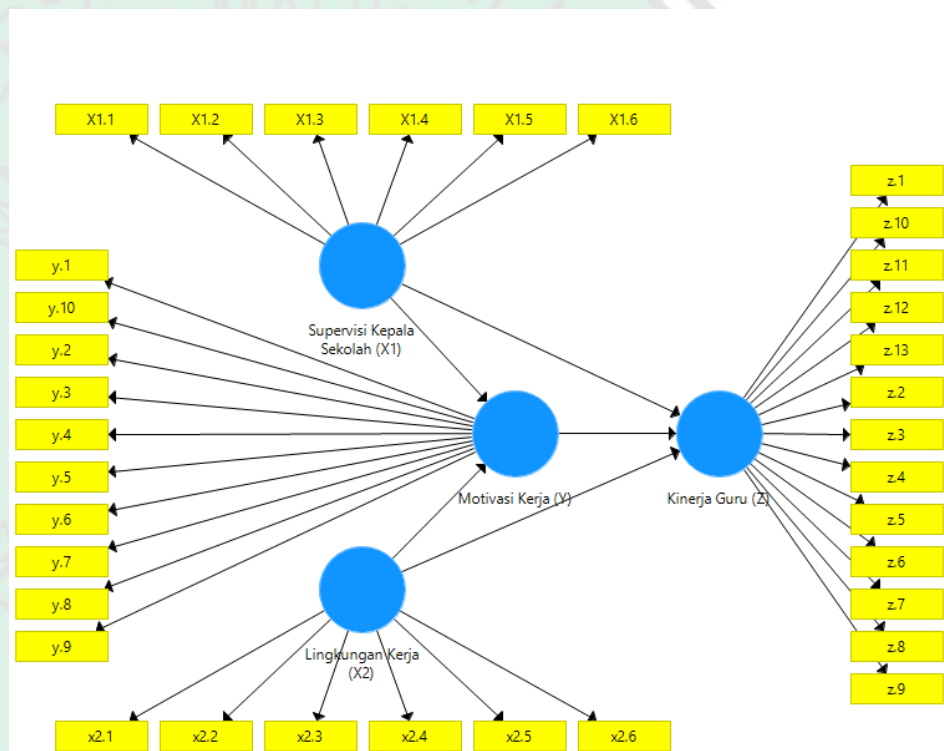 X1.1
X1.2
X1.3
X1.4
X1.5
X1.6
z.1
z.10
z.11
z.12
z.13
z.2
z.3
z.4
z.5
z.6
z.7
z.8
z.9
y.1
y.10
y.2
y.3
y.4
y.5
y.6
y.7
y.8
y.9
Supervisi Kepala
Sekolah (X1)
Motivasi Kerja (Y)
Kinerja Guru (Z)
Lingkungan Kerja
(X2)
x2.1
x2.2
x2.3
x2.4
x2.5
x2.6